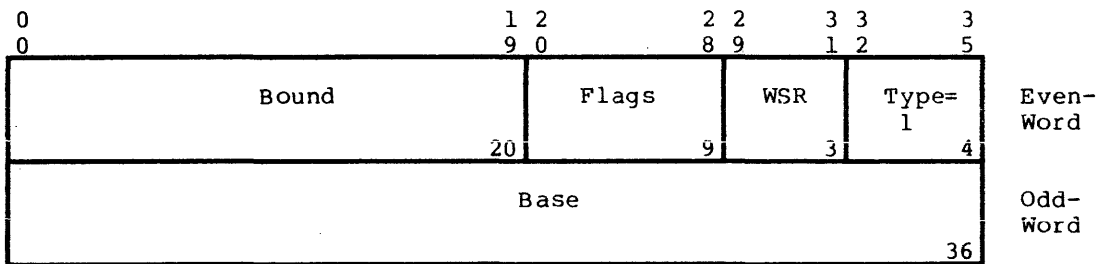 0 1 2 2 2 3 3 3
0 9 0 8 9 1 2 5
Bound Flags WSR Type= Even-
1 Word
20 9 3 4
Base Odd-
Word
36